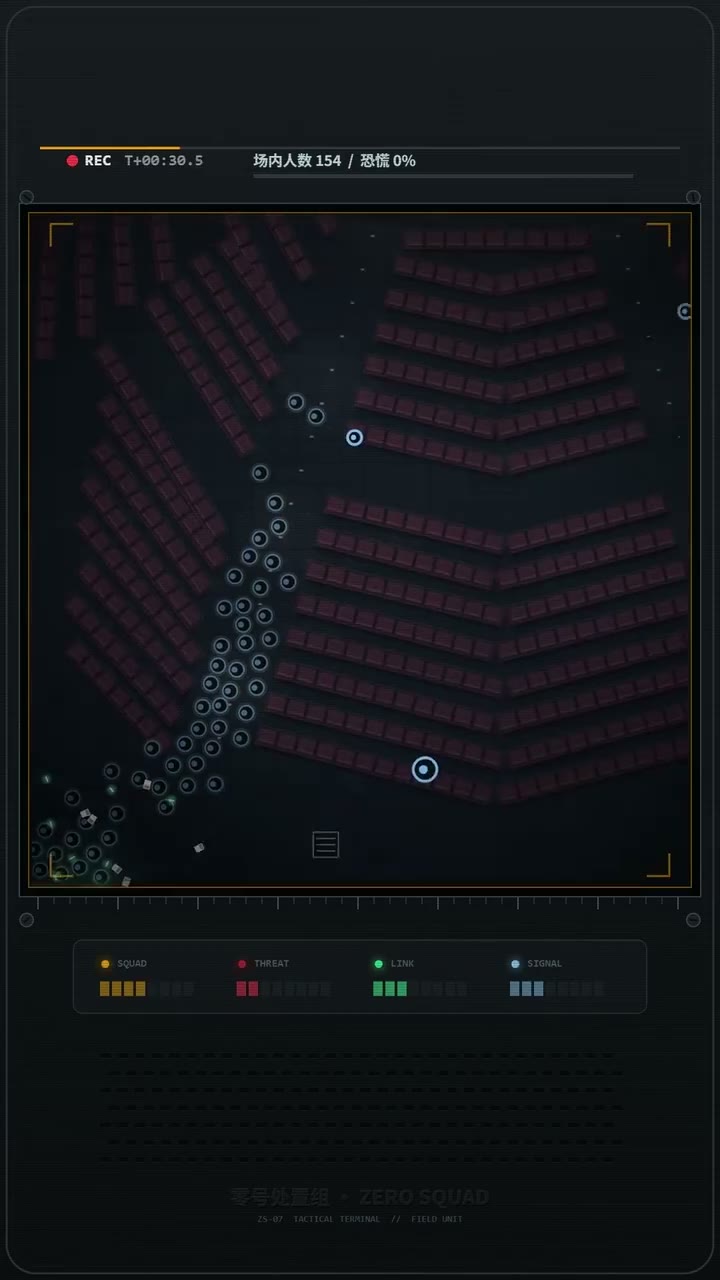 REC T+00:30.5 场内人数 154 / 恐慌 0%
SQUAD THREAT LINK SIGNAL
零号处置组 · ZERO SQUAD
ZS-07 TACTICAL TERMINAL // FIELD UNIT